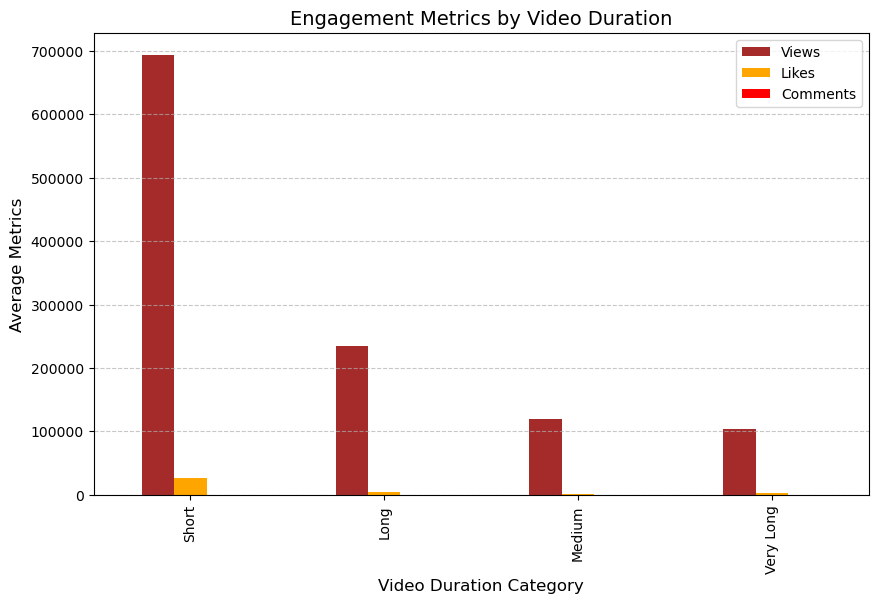 Engagement Metrics by Video Duration
Views
Likes
Comments
Average Metrics
700000
600000
500000
400000
300000
200000
100000
0
Short
Long
Medium
Very Long
Video Duration Category